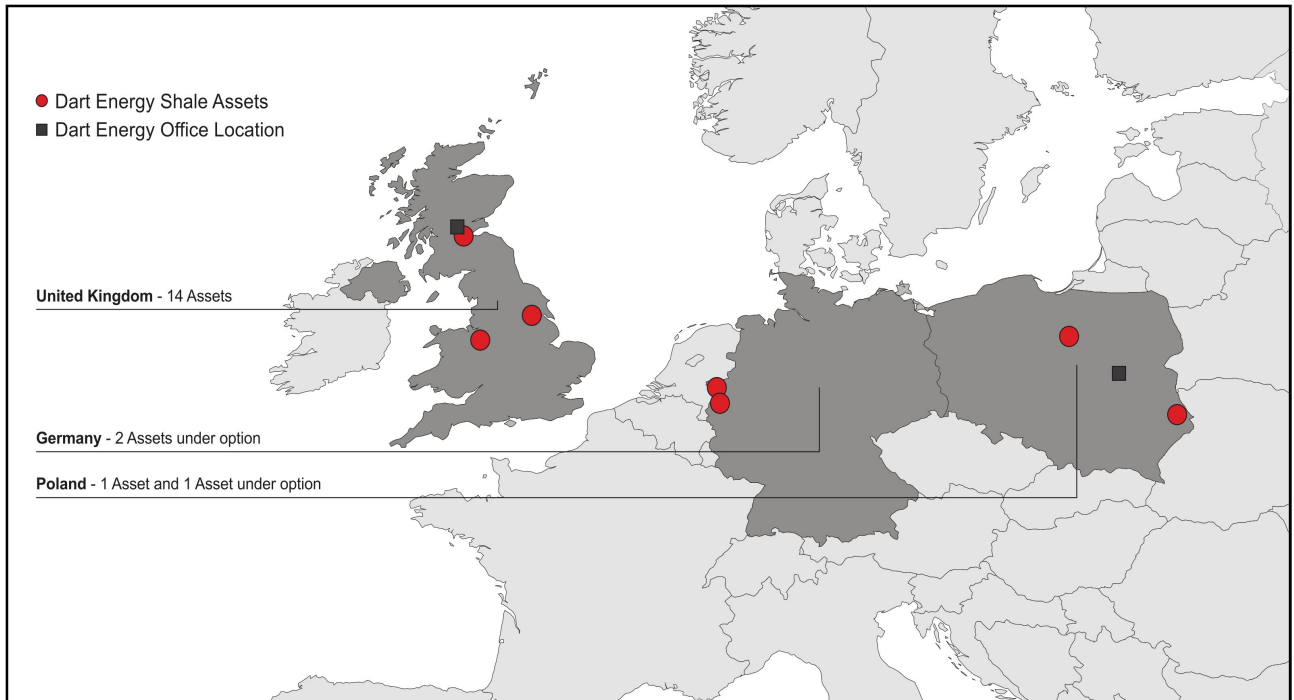 Dart Energy Shale Assets
Dart Energy Office Location
United Kingdom - 14 Assets
Germany - 2 Assets under option
Poland - 1 Asset and 1 Asset under option